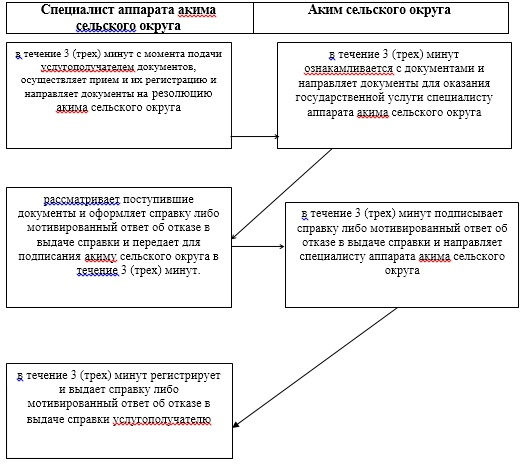 Специалист аппарата акима
сельского округа
Аким сельского округа
в течение 3 (трех) минут с момента подачи
услугополучателем документов,
осуществляет прием и их регистрацию и
направляет документы на резолюцию
акима сельского округа
в течение 3 (трех) минут
ознакамливается с документами и
направляет документы для оказания
государственной услуги специалисту
аппарата акима сельского округа
рассматривает поступившие
документы и оформляет справку либо
мотивированный ответ об отказе в
выдаче справки и передает для
подписания акиму сельского округа в
течение 3 (трех) минут.
в течение 3 (трех) минут подписывает
справку либо мотивированный ответ об
отказе в выдаче справки и направляет
специалисту аппарата акима сельского
округа
в течение 3 (трех) минут регистрирует
и выдает справку либо
мотивированный ответ об отказе в
выдаче справки услугополучателю